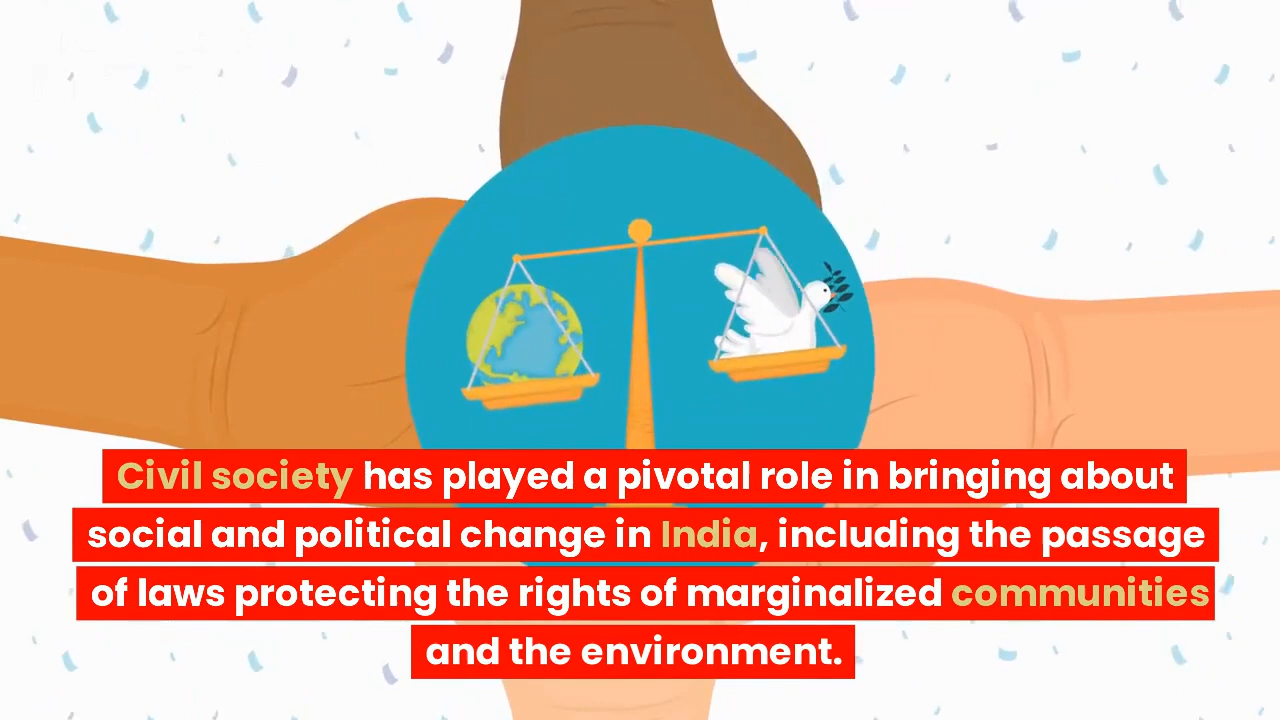 Civil society has played a pivotal role in bringing about
social and political change in India, including the passage
of laws protecting the rights of marginalized communities
and the environment.